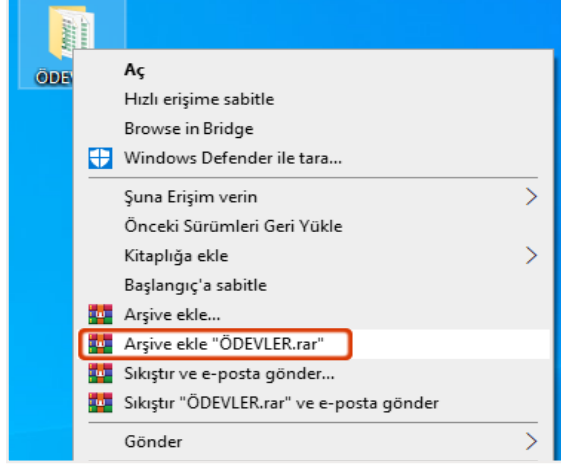 ÖDE
Aç
Hızlı erişime sabitle
Browse in Bridge
Windows Defender ile tara...
Şuna Erişim verin
Önceki Sürümleri Geri Yükle
Kitaplığa ekle
Başlangıç'a sabitle
Arşive ekle...
Arşive ekle "ÖDEVLER.rar"
Sıkıştır ve e-posta gönder...
Sıkıştır "ÖDEVLER.rar" ve e-posta gönder
Gönder